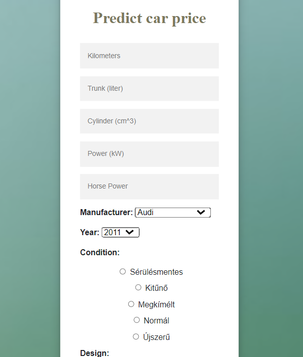 Predict car price
Kilometers
Trunk (liter)
Cylinder (cm^3)
Power (kW)
Horse Power
Manufacturer: Audi
Year: 2011
Condition:
Sérülésmentes
Kitűnő
Megkímélt
Normál
Újszerű
Design: